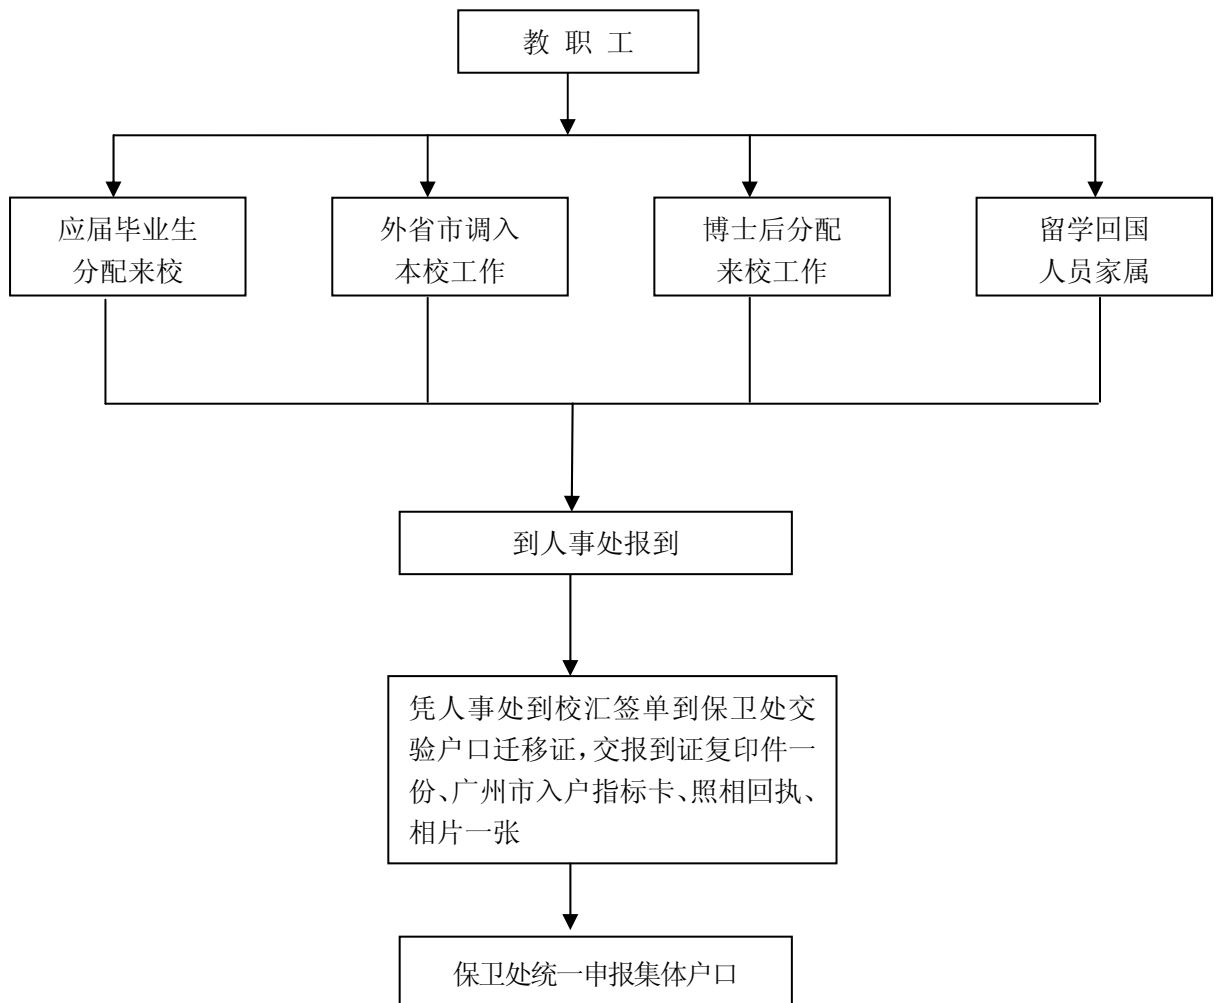 教 职 工
应届毕业生
分配来校
外省市调入
本校工作
博士后分配
来校工作
留学回国
人员家属
到人事处报到
凭人事处到校汇签单到保卫处交
验户口迁移证，交报到证复印件一
份、广州市入户指标卡、照相回执、
相片一张
保卫处统一申报集体户口